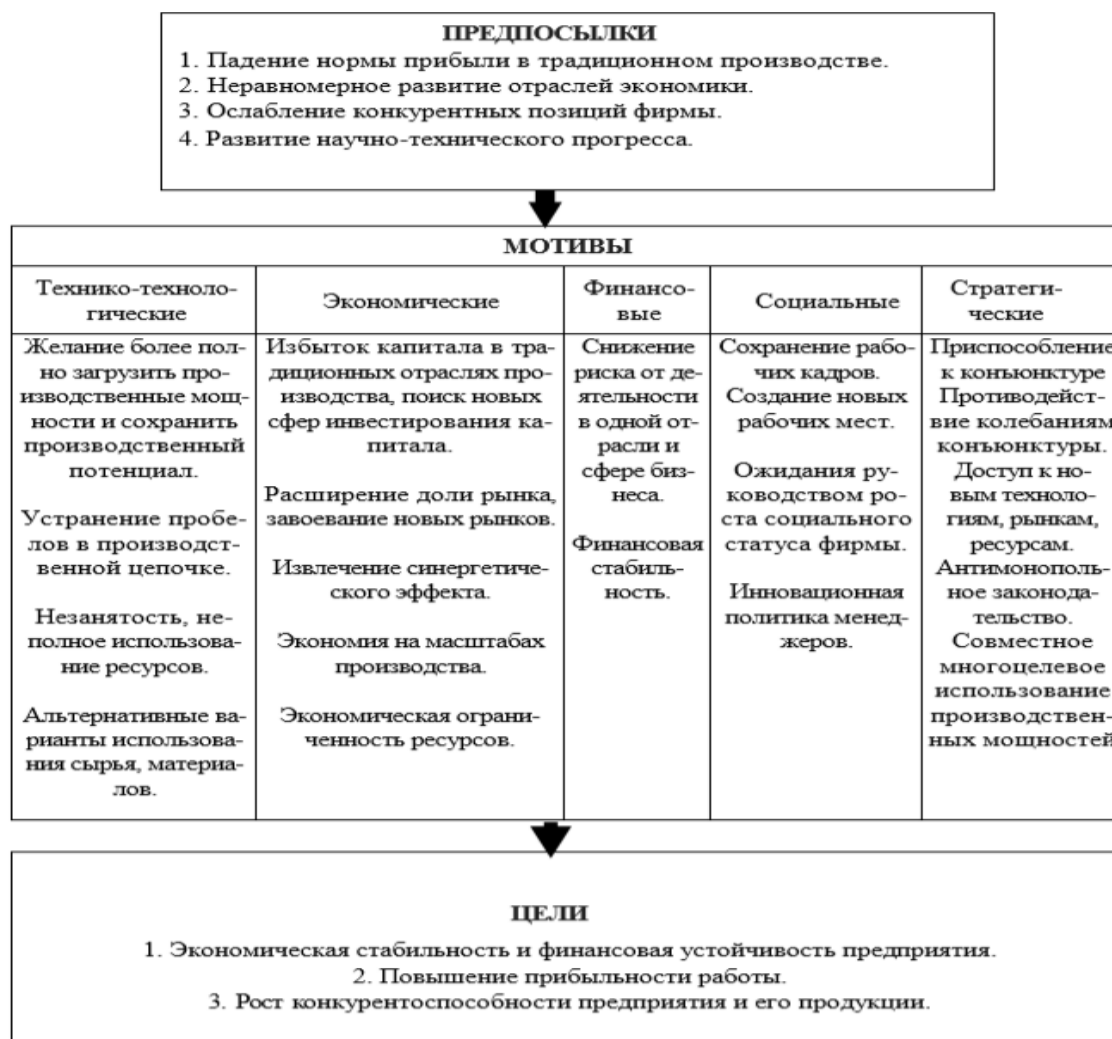 ПРЕДПОСЫЛКИ
1. Падение нормы прибыли в традиционном производстве.
2. Неравномерное развитие отраслей экономики.
3. Ослабление конкурентных позиций фирмы.
4. Развитие научно-технического прогресса.
МОТИВЫ
Технико-техноло-
гические
Экономические
Финансо-
вые
Социальные
Стратеги-
ческие
Желание более пол-
но загрузить про-
изводственные мощ-
ности и сохранить
производственный
потенциал.
Устранение пробе-
лов в производст-
венной цепочке.
Незанятость, не-
полное использова-
ние ресурсов.
Альтернативные ва-
рианты использова-
ния сырья, материа-
лов.
Избыток капитала в тра-
диционных отраслях про-
изводства, поиск новых
сфер инвестирования ка-
питала.
Расширение доли рынка,
завоевание новых рынков.
Извлечение синергетиче-
ского эффекта.
Экономия на масштабах
производства.
Экономическая ограни-
ченность ресурсов.
Снижение
риска от де-
ятельности
в одной от-
расли и
сфере биз-
неса.
Финансовая
стабиль-
ность.
Сохранение рабо-
чих кадров.
Создание новых
рабочих мест.
Ожидания ру-
ководством ро-
ста социального
статуса фирмы.
Инновационная
политика менед-
жеров.
Приспособление
к конъюнктуре
Противодейст-
вие колебаниям
конъюнктуры.
Доступ к но-
вым техноло-
гиям, рынкам,
ресурсам.
Антимонополь-
ное законода-
тельство.
Совместное
многоцелевое
использование
производствен-
ных мощностей
ЦЕЛИ
1. Экономическая стабильность и финансовая устойчивость предприятия.
2. Повышение прибыльности работы.
3. Рост конкурентоспособности предприятия и его продукции.